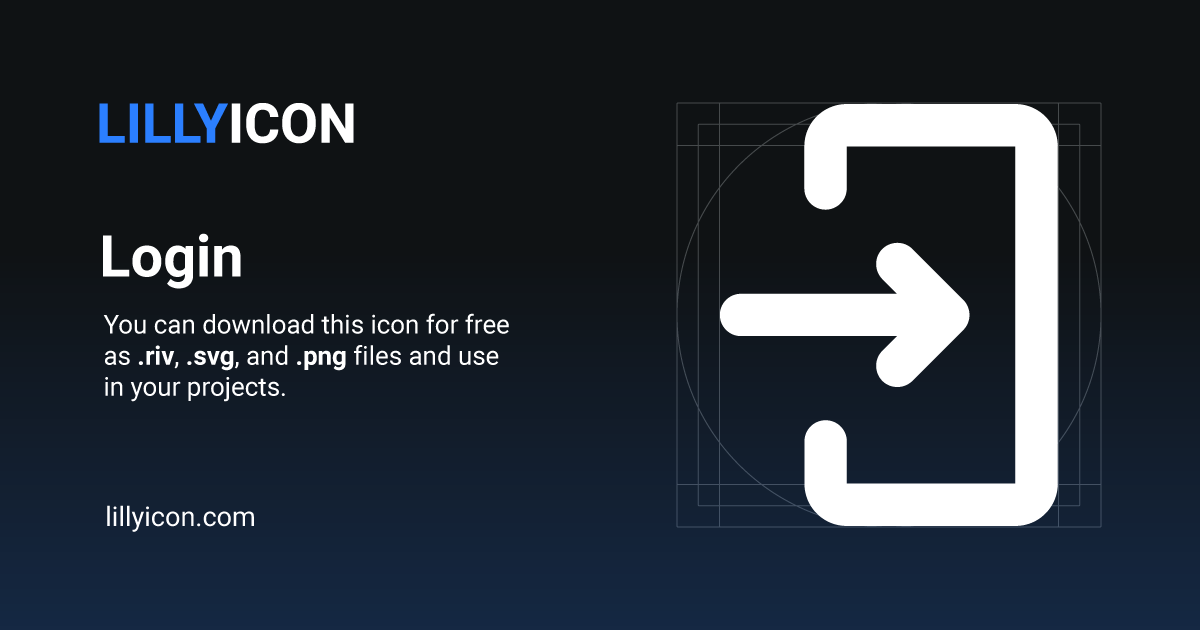 LILLYICON
Login
You can download this icon for free
as .riv, .svg, and .png files and use
in your projects.
lillyicon.com